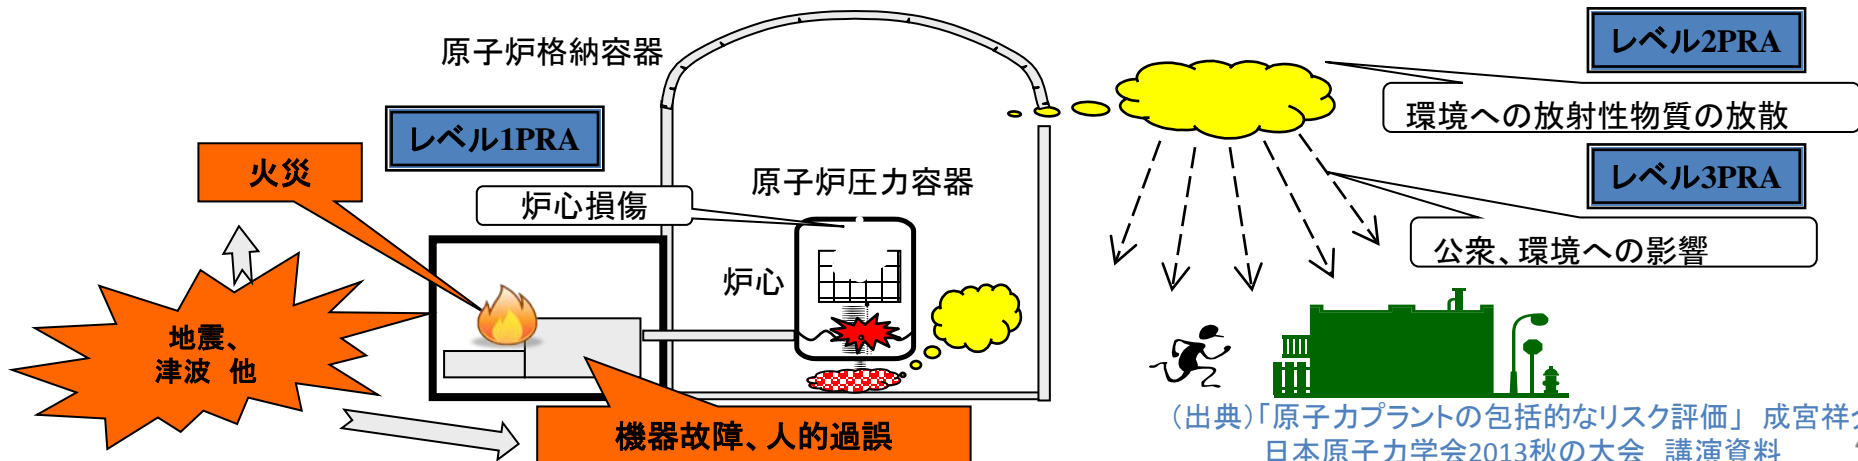 原子炉格納容器
レベル2PRA
環境への放射性物質の放散
レベル1PRA
火災
原子炉圧力容器
レベル3PRA
炉心損傷
公衆、環境への影響
炉心
地震、
津波 他
機器故障、人的過誤
(出典)「原子力プラントの包括的なリスク評価」 成宮祥
日本原子力学会2013秋の大会 講演資料